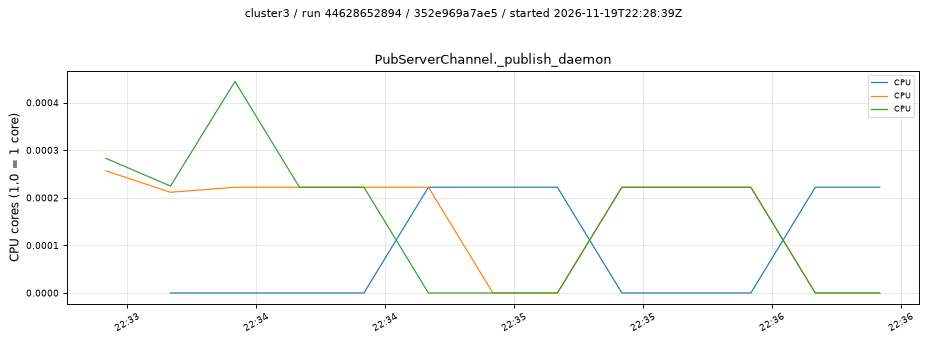 cluster3 / run 44628652894 / 352e969a7ae5 / started 2026-11-19T22:28:39Z
PubServerChannel._publish_daemon
CPU cores (1.0 = 1 core)
0.0004
0.0003
0.0002
0.0001
0.0000
CPU
CPU
CPU
22:33
22:34
22:34
22:35
22:35
22:36
22:36